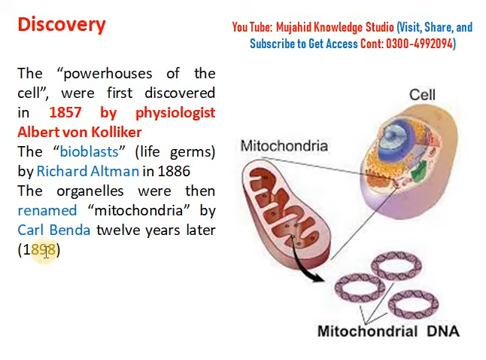 Discovery
You Tube: Mujahid Knowledge Studio (Visit, Share, and
Subscribe to Get Access Cont: 0300-4992094)
The “powerhouses of the
cell”, were first discovered
in 1857 by physiologist
Albert von Kolliker
The “bioblasts” (life germs)
by Richard Altman in 1886
The organelles were then
renamed “mitochondria” by
Carl Benda twelve years later
(1898)
Cell
Mitochondria
Mitochondrial DNA